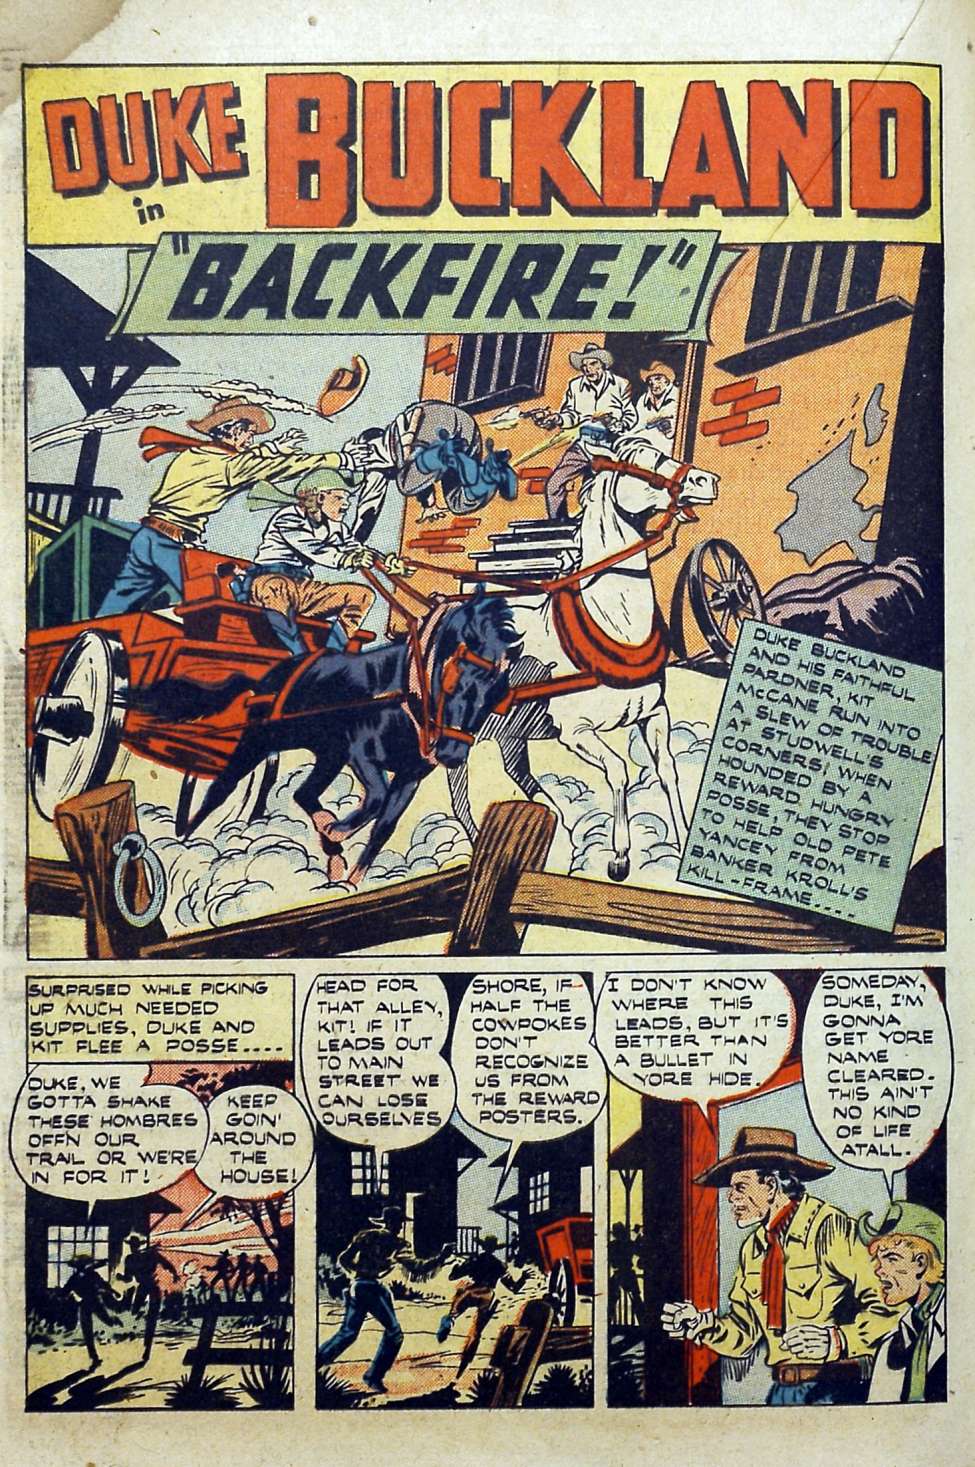 DUKE BUCKLAND
in
"BACKFIRE!"
DUKE BUCKLAND
AND HIS FAITHFUL
PARDNER, KIT
McCANE RUN INTO
A SLEW OF TROUBLE
AT STUDWELL'S
CORNERS, WHEN
HOUNDED BY A
REWARD HUNGRY
POSSE, THEY STOP
TO HELP OLD PETE
YANCEY FROM
BANKER KROLL'S
KILL-FRAME....
SURPRISED WHILE PICKING
UP MUCH NEEDED
SUPPLIES, DUKE AND
KIT FLEE A POSSE....
DUKE, WE
GOTTA SHAKE
THESE HOMBRES
OFF'N OUR
TRAIL OR WE'RE
IN FOR IT!
KEEP
GOIN'
AROUND
THE
HOUSE!
HEAD FOR
THAT ALLEY,
KIT! IF IT
LEADS OUT
TO MAIN
STREET WE
CAN LOSE
OURSELVES
SHORE, IF
HALF THE
COWPOKES
DON'T
RECOGNIZE
US FROM
THE REWARD
POSTERS.
I DON'T KNOW
WHERE THIS
LEADS, BUT IT'S
BETTER THAN
A BULLET IN
YORE HIDE.
SOMEDAY,
DUKE, I'M
GONNA
GET YORE
NAME
CLEARED.
THIS AIN'T
NO KIND
OF LIFE
ATALL.